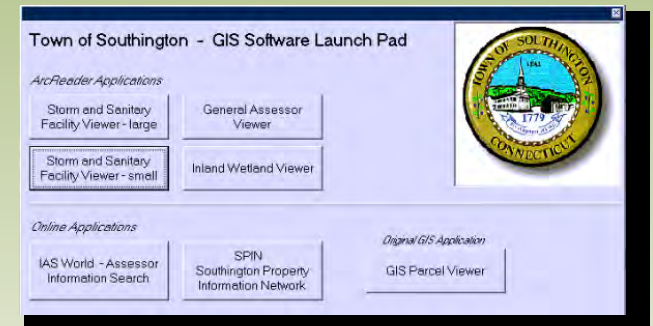 Town of Southington - GIS Software Launch Pad
ArcReader Applications
Storm and Sanitary
Facility Viewer - large
General Assessor
Viewer
Storm and Sanitary
Facility Viewer - small
Inland Wetland Viewer
TOWN OF SOUTHINGTON
1779
CONNECTICUT
Online Applications
IAS World - Assessor
Information Search
SPIN
Southington Property
Information Network
Original GIS Application
GIS Parcel Viewer